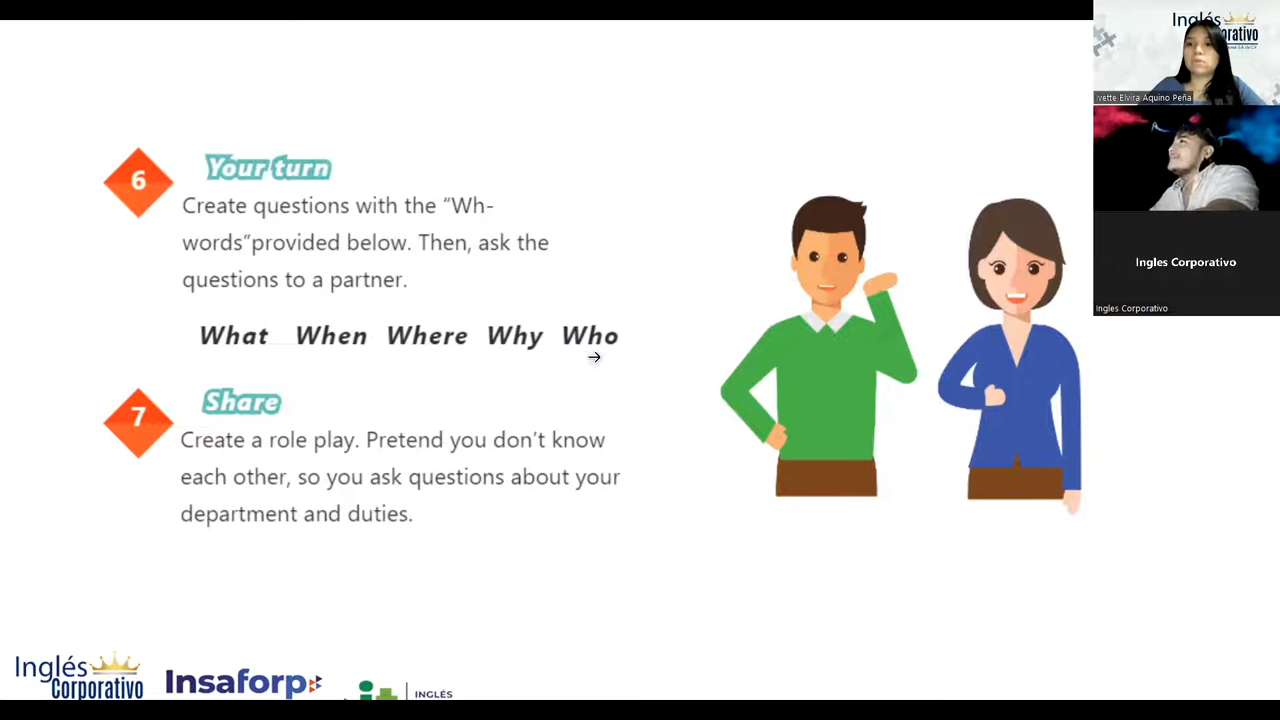 6
Your turn
Create questions with the “Wh-
words”provided below. Then, ask the
questions to a partner.
What When Where Why Who
7
Share
Create a role play. Pretend you don’t know
each other, so you ask questions about your
department and duties.
Inglés
Corporativo
Insaforp
INGLÉS
Inglés
Ivette Elvira Aquino Peña
Ingles Corporativo
Ingles Corporativo